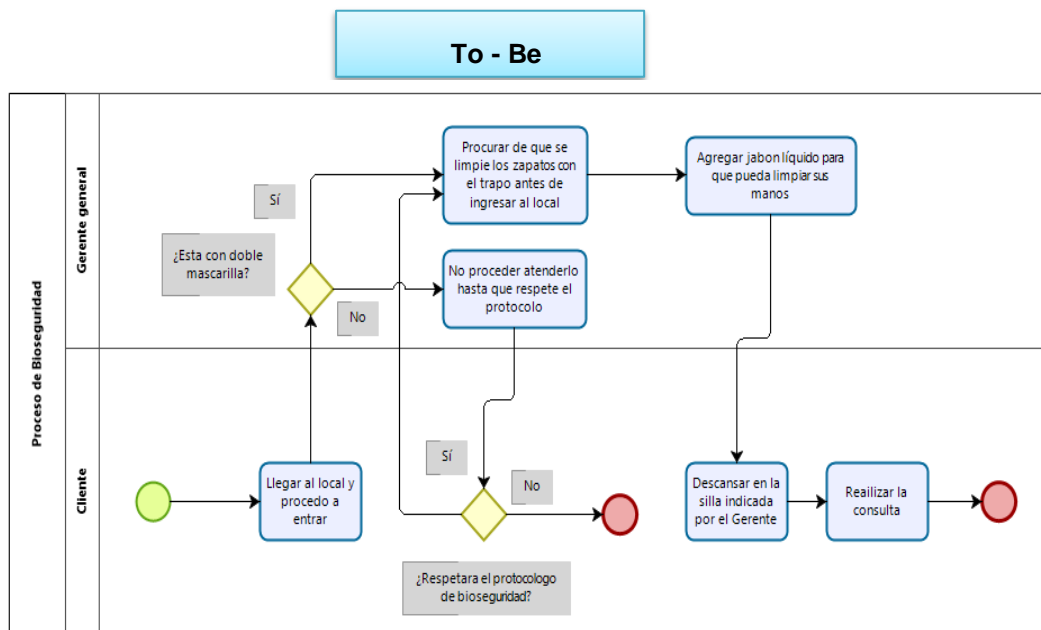 To - Be
Proceso de Bioseguridad
Gerente general
Sí
¿Esta con doble
mascarilla?
No
Procurar de que se
limpie los zapatos con
el trapo antes de
ingresar al local
Agregar jabon líquido para
que pueda limpiar sus
manos
No proceder atenderlo
hasta que respete el
protocolo
Cliente
Llegar al local y
procedo a
entrar
Sí
No
¿Respetara el protocologo
de bioseguridad?
Descansar en la
silla indicada
por el Gerente
Reailizar la
consulta